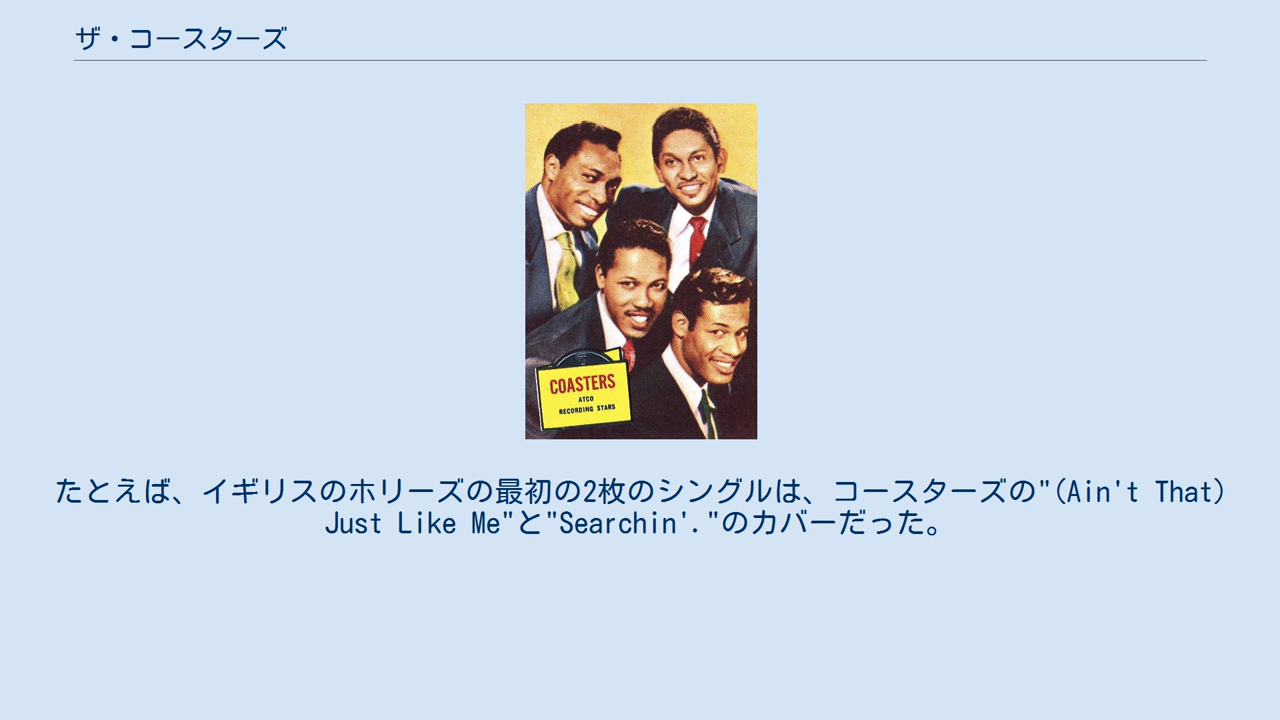 ザ・コースターズ
COASTERS
ATCO
RECORDING STARS
たとえば、イギリスのホリーズの最初の2枚のシングルは、コースターズの"(Ain't That)
Just Like Me"と"Searchin'."のカバーだった。